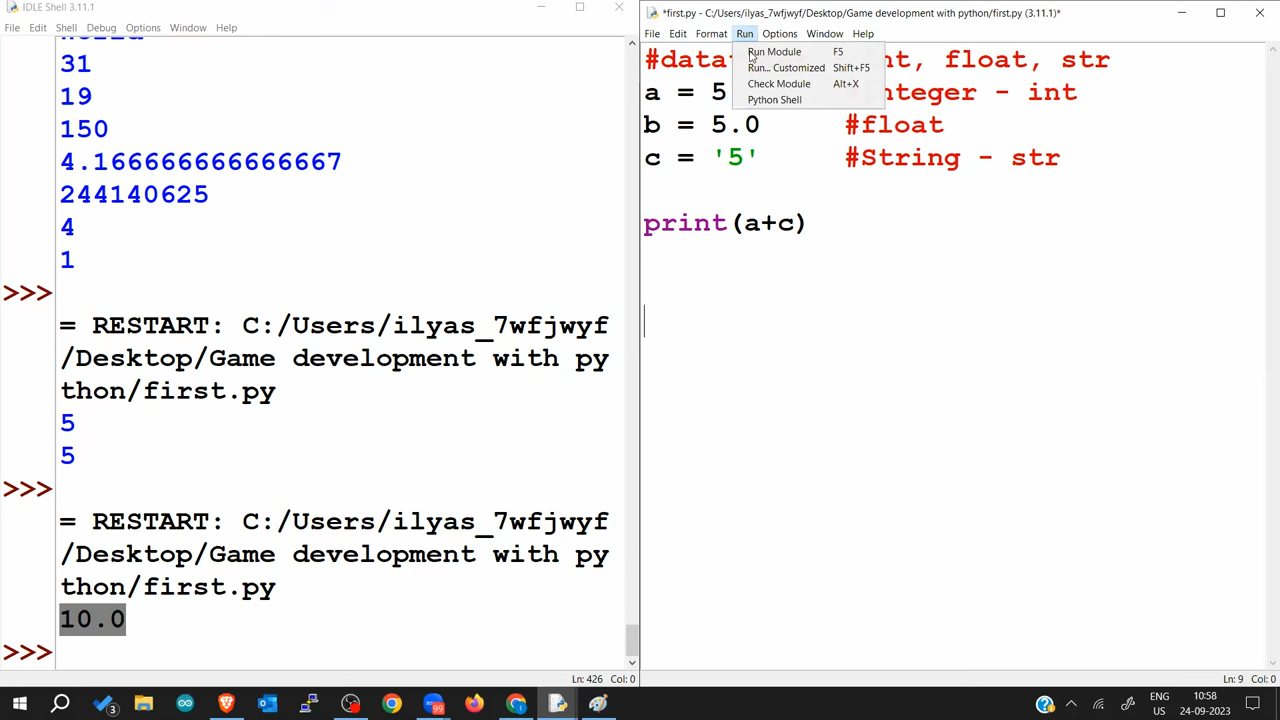 IDLE Shell 3.11.1
File Edit Shell Debug Options Window Help
31
19
150
4.166666666666667
244140625
4
1
>>>
= RESTART: C:/Users/ilyas_7wfjwyf
/Desktop/Game development with py
thon/first.py
5
5
>>>
= RESTART: C:/Users/ilyas_7wfjwyf
/Desktop/Game development with py
thon/first.py
10.0
>>>
Ln: 426 Col: 0
*first.py - C:/Users/ilyas_7wfjwyf/Desktop/Game development with python/first.py (3.11.1)*
File Edit Format Run Options Window Help
Run Module F5
Run... Customized Shift+F5
Check Module Alt+X
Python Shell
#data nt, float, str
a = 5 nteger - int
b = 5.0 #float
c = '5' #String - str
print(a+c)
Ln: 9 Col: 0
3
99
ENG
US
10:58
24-09-2023